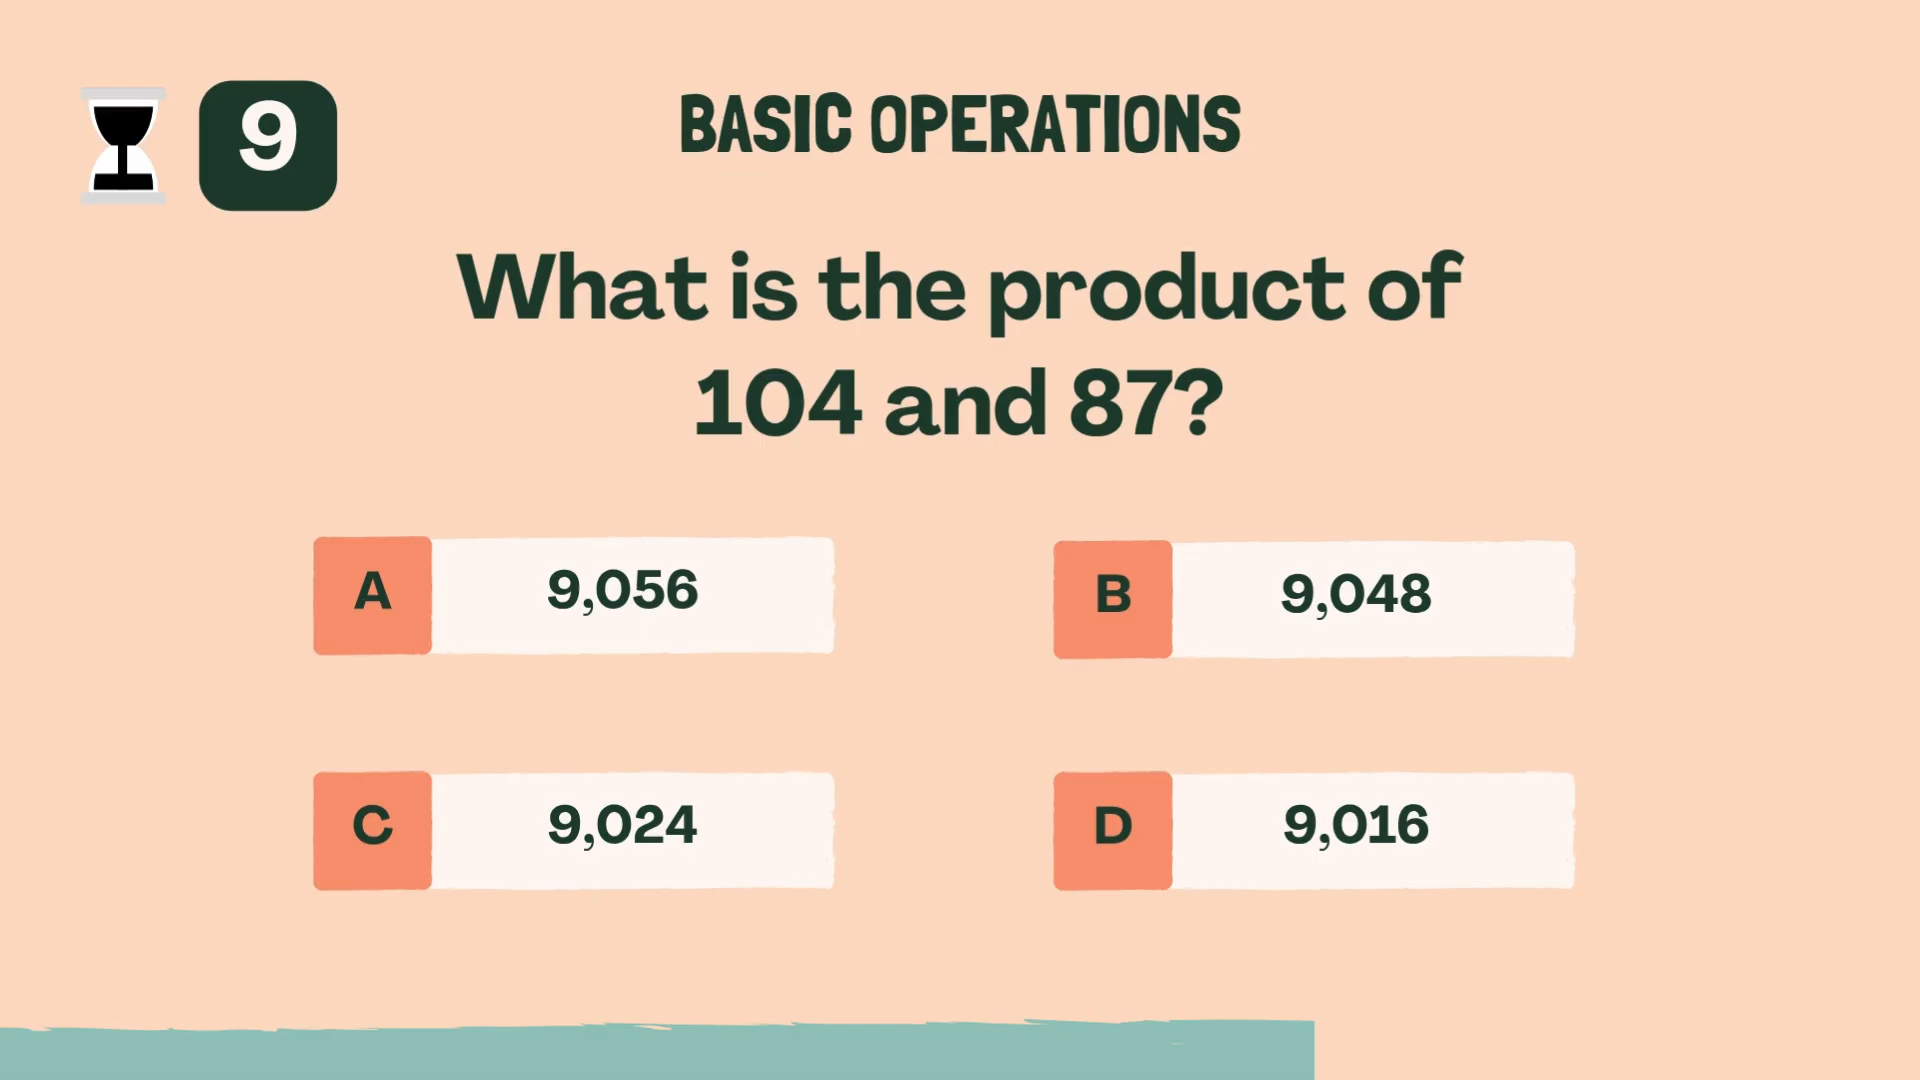 9
BASIC OPERATIONS
What is the product of
104 and 87?
A 9,056
B 9,048
C 9,024
D 9,016